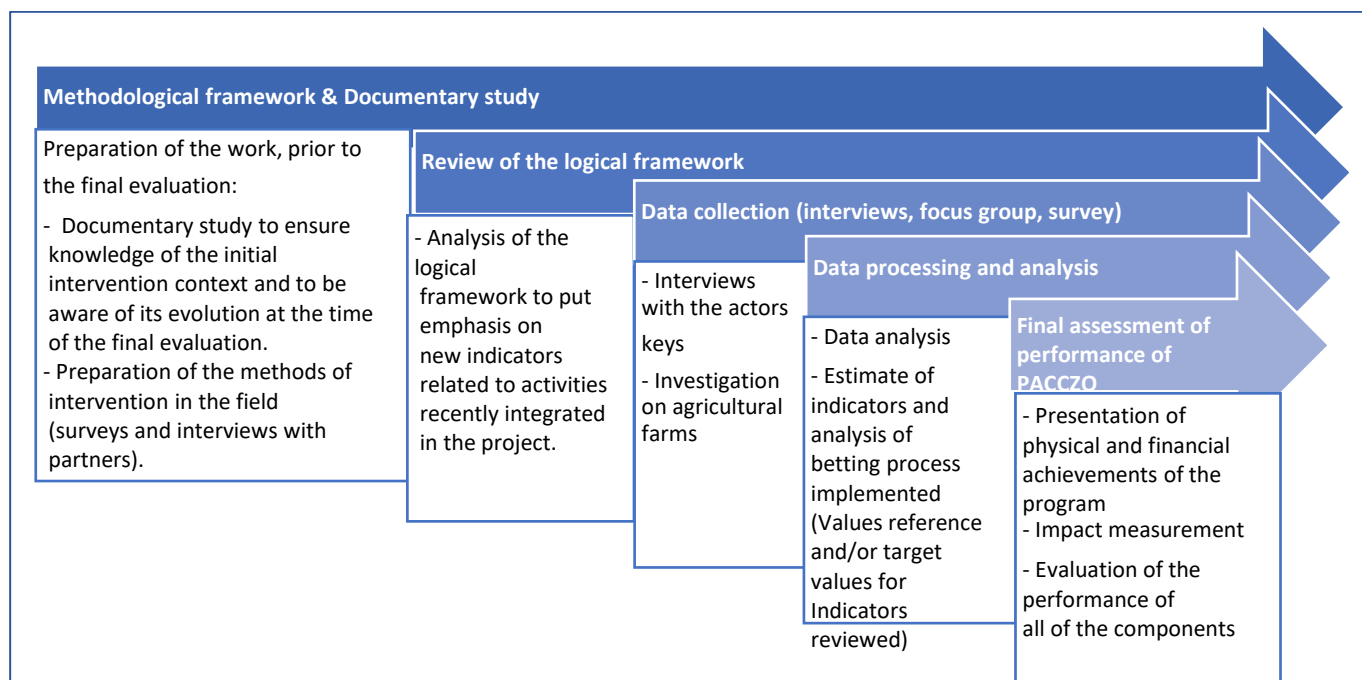 Methodological framework & Documentary study
Preparation of the work, prior to
the final evaluation:
- Documentary study to ensure
knowledge of the initial
intervention context and to be
aware of its evolution at the time
of the final evaluation.
- Preparation of the methods of
intervention in the field
(surveys and interviews with
partners).
Review of the logical framework
- Analysis of the
logical
framework to put
emphasis on
new indicators
related to activities
recently integrated
in the project.
Data collection (interviews, focus group, survey)
- Interviews
with the actors
keys
- Investigation
on agricultural
farms
Data processing and analysis
- Data analysis
- Estimate of
indicators and
analysis of
betting process
implemented
(Values reference
and/or target
values for
Indicators
reviewed)
Final assessment of
performance of
PACCZO
- Presentation of
physical and financial
achievements of the
program
- Impact measurement
- Evaluation of the
performance of
all of the components